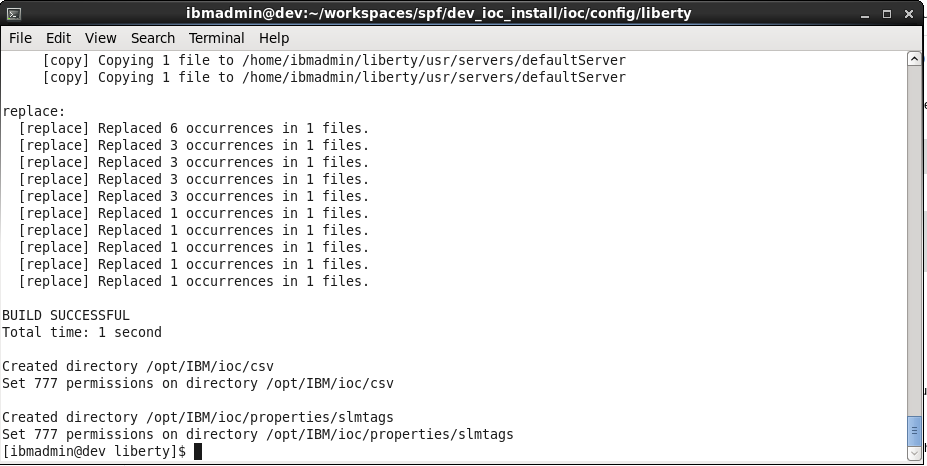 ibmadmin@dev:~/workspaces/spf/dev_ioc_install/ioc/config/liberty
File Edit View Search Terminal Help
[copy] Copying 1 file to /home/ibmadmin/liberty/usr/servers/defaultServer
[copy] Copying 1 file to /home/ibmadmin/liberty/usr/servers/defaultServer
replace:
[replace] Replaced 6 occurrences in 1 files.
[replace] Replaced 3 occurrences in 1 files.
[replace] Replaced 3 occurrences in 1 files.
[replace] Replaced 3 occurrences in 1 files.
[replace] Replaced 3 occurrences in 1 files.
[replace] Replaced 1 occurrences in 1 files.
[replace] Replaced 1 occurrences in 1 files.
[replace] Replaced 1 occurrences in 1 files.
[replace] Replaced 1 occurrences in 1 files.
[replace] Replaced 1 occurrences in 1 files.
BUILD SUCCESSFUL
Total time: 1 second
Created directory /opt/IBM/ioc/csv
Set 777 permissions on directory /opt/IBM/ioc/csv
Created directory /opt/IBM/ioc/properties/slmtags
Set 777 permissions on directory /opt/IBM/ioc/properties/slmtags
[ibmadmin@dev liberty]$